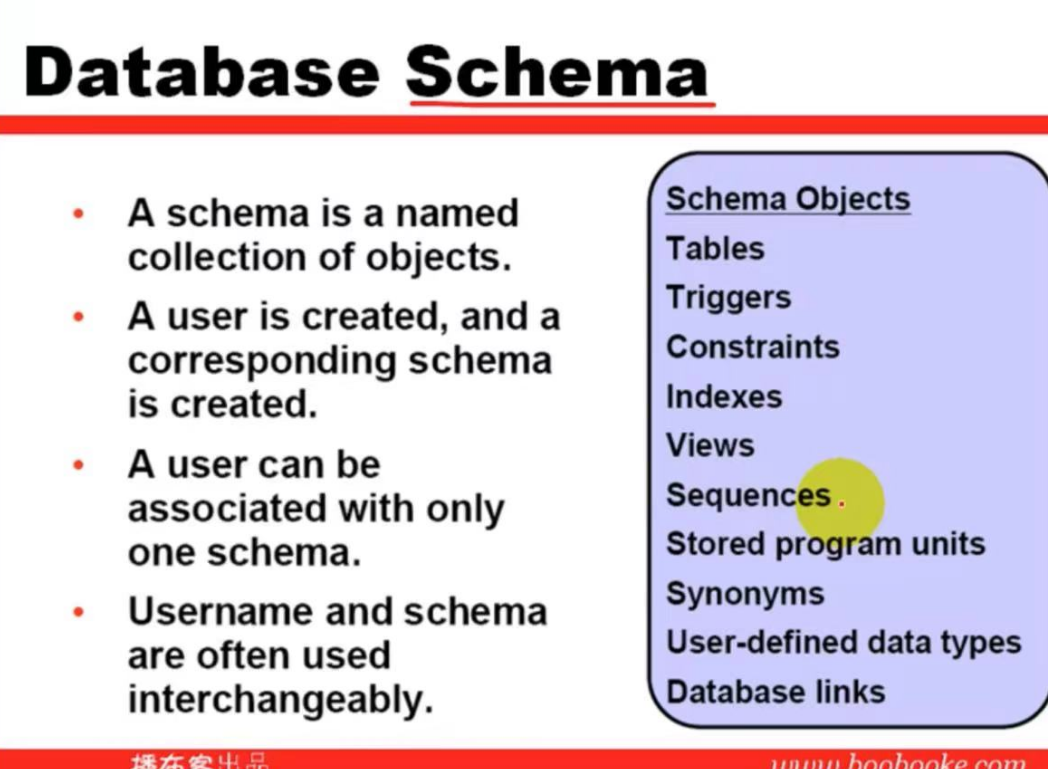 Database Schema
• A schema is a named
collection of objects.
• A user is created, and a
corresponding schema
is created.
• A user can be
associated with only
one schema.
• Username and schema
are often used
interchangeably.
Schema Objects
Tables
Triggers
Constraints
Indexes
Views
Sequences
Stored program units
Synonyms
User-defined data types
Database links
播布客出品
www.boobooke.com